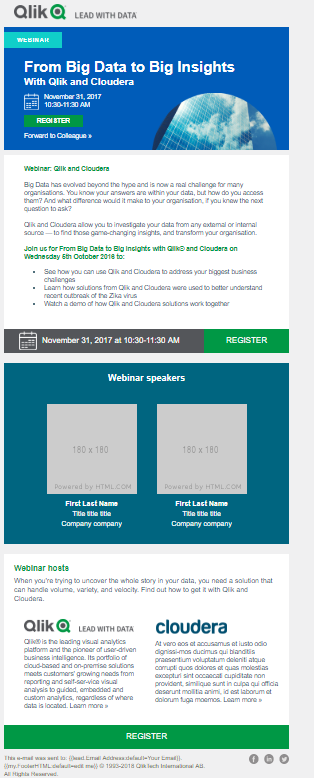 Qlik LEAD WITH DATA
WEBINAR
From Big Data to Big Insights
With Qlik and Cloudera
November 31, 2017
10:30-11:30 AM
REGISTER
Forward to Colleague »
Webinar: Qlik and Cloudera
Big Data has evolved beyond the hype and is now a real challenge for many
organisations. You know your answers are within your data, but how do you access
them? And what difference would it make to your organisation, if you knew the next
question to ask?
Qlik and Cloudera allow you to investigate your data from any external or internal
source — to find those game-changing insights, and transform your organisation.
Join us for From Big Data to Big Insights with Qlik® and Cloudera on
Wednesday 5th October 2016 to:
• See how you can use Qlik and Cloudera to address your biggest business
challenges
• Learn how solutions from Qlik and Cloudera were used to better understand
recent outbreak of the Zika virus
• Watch a demo of how Qlik and Cloudera solutions work together
November 31, 2017 at 10:30-11:30 AM REGISTER
Webinar speakers
180 x 180 180 x 180
Powered by HTML.COM Powered by HTML.COM
First Last Name First Last Name
Title title title Title title title
Company company Company company
Webinar hosts
When you're trying to uncover the whole story in your data, you need a solution that
can handle volume, variety, and velocity. Find out how to get it with Qlik and
Cloudera.
Qlik LEAD WITH DATA
Qlik® is the leading visual analytics
platform and the pioneer of user-driven
business intelligence. Its portfolio of
cloud-based and on-premise solutions
meets customers' growing needs from
reporting and self-service visual
analysis to guided, embedded and
custom analytics, regardless of where
data is located. Learn more »
cloudera
At vero eos et accusamus et iusto odio
dignissi-mos ducimus qui blanditiis
praesentium voluptatum deleniti atque
corrupti quos dolores et quas molestias
excepturi sint occaecati cupiditate non
provident, similique sunt in culpa qui officia
deserunt mollitia animi, id est laborum et
dolorum fuga moemos. Learn more »
REGISTER
This e-mail was sent to: {{lead.Email Address:default=Your Email}}.
{{my.FooterHTML:default=edit me}} © 1993-2018 QlikTech International AB.
All Rights Reserved.